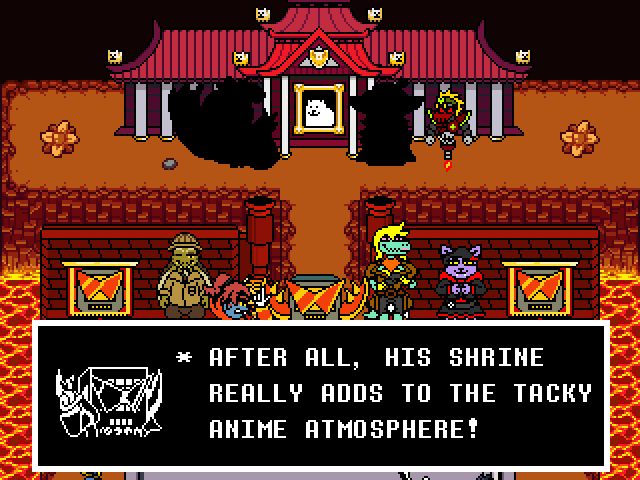 * AFTER ALL, HIS SHRINE
REALLY ADDS TO THE TACKY
ANIME ATMOSPHERE!